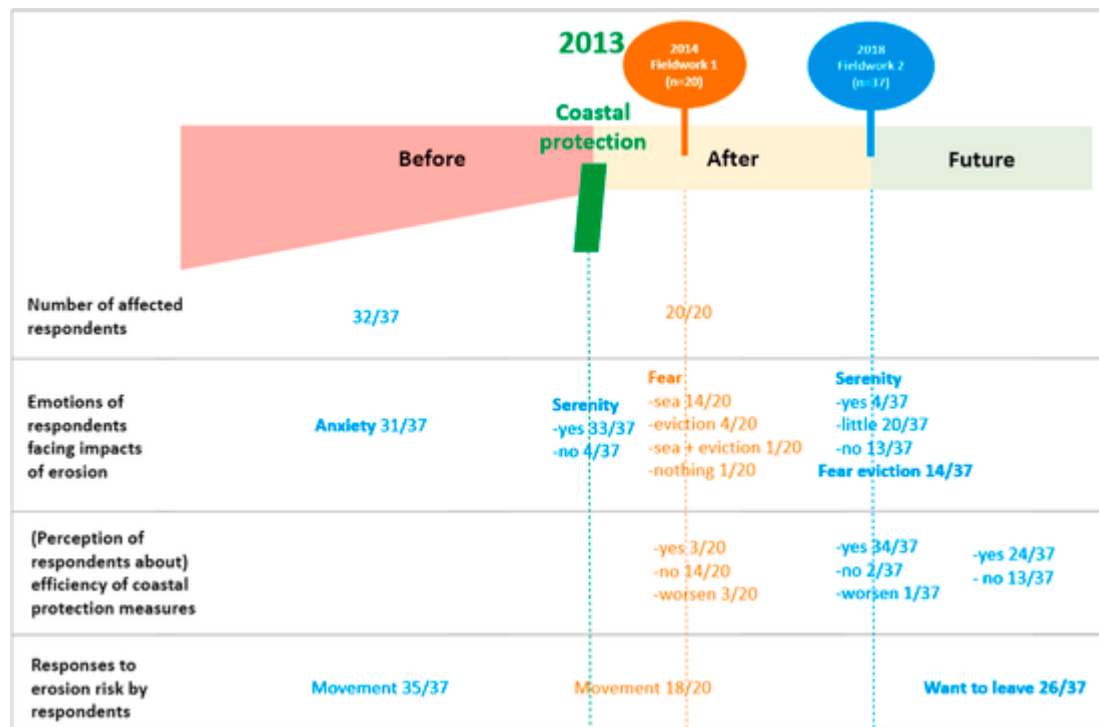 2013
2014
Fieldwork 1
(n=20)
2018
Fieldwork 2
(n=37)
Coastal
protection
Before
After
Future
Number of affected
respondents
32/37
20/20
Emotions of
respondents
facing impacts
of erosion
Anxiety 31/37
Serenity
-yes 33/37
-no 4/37
Fear
-sea 14/20
-eviction 4/20
-sea + eviction 1/20
-nothing 1/20
Serenity
-yes 4/37
-little 20/37
-no 13/37
Fear eviction 14/37
(Perception of
respondents about)
efficiency of coastal
protection measures
-yes 3/20
-no 14/20
-worsen 3/20
-yes 34/37
-no 2/37
-worsen 1/37
-yes 24/37
- no 13/37
Responses to
erosion risk by
respondents
Movement 35/37
Movement 18/20
Want to leave 26/37